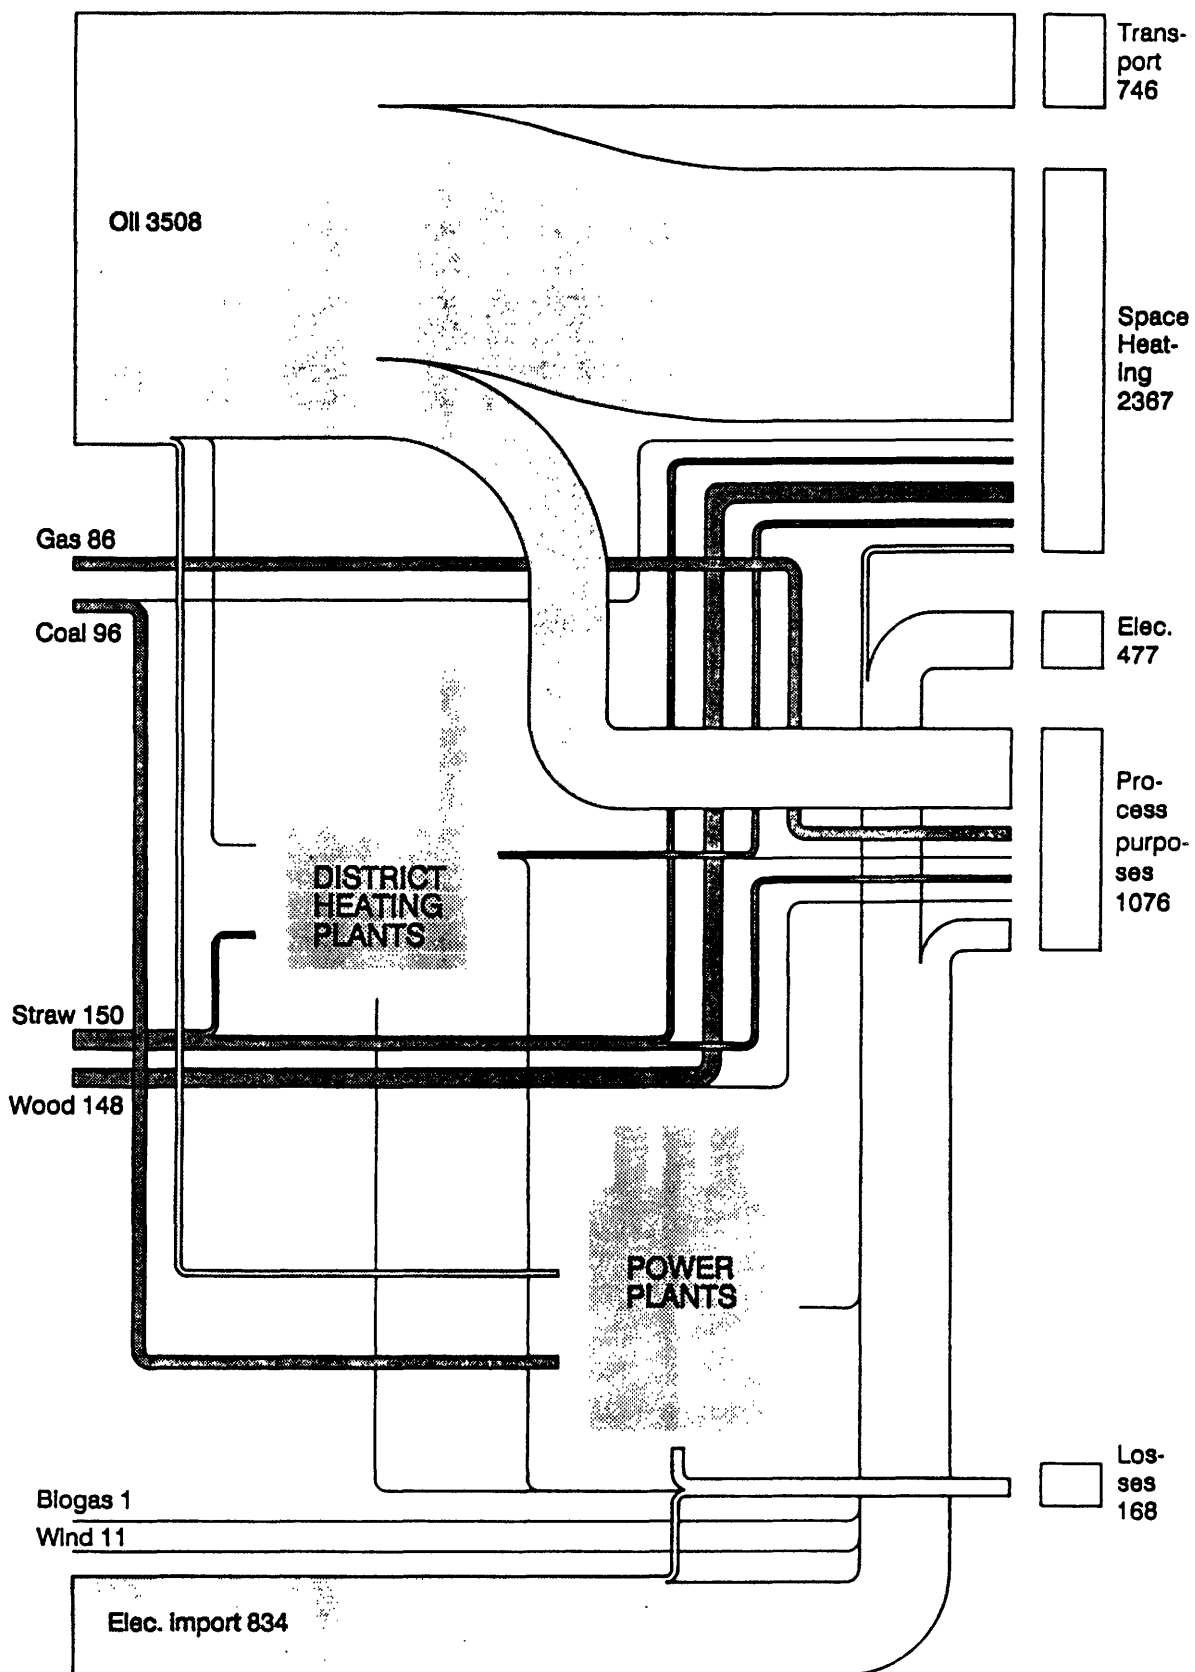 Trans-
port
746
Oil 3508
Space
Heat-
ing
2367
Gas 86
Coal 96
Elec.
477
Pro-
cess
purpo-
ses
1076
DISTRICT
HEATING
PLANTS
Straw 150
Wood 148
POWER
PLANTS
Los-
ses
168
Biogas 1
Wind 11
Elec. import 834